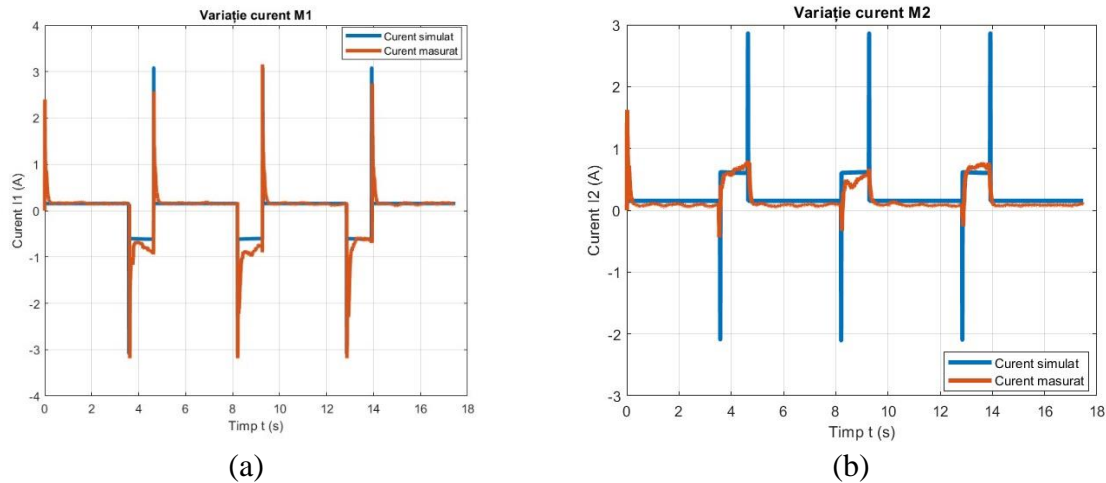 Variație curent M1
4
3
2
1
0
-1
-2
-3
-4
0 2 4 6 8 10 12 14 16 18
Curent I1 (A)
Timp t (s)
Curent simulat
Curent masurat
(a)
Variație curent M2
3
2
1
0
-1
-2
-3
0 2 4 6 8 10 12 14 16 18
Curent I2 (A)
Timp t (s)
Curent simulat
Curent masurat
(b)